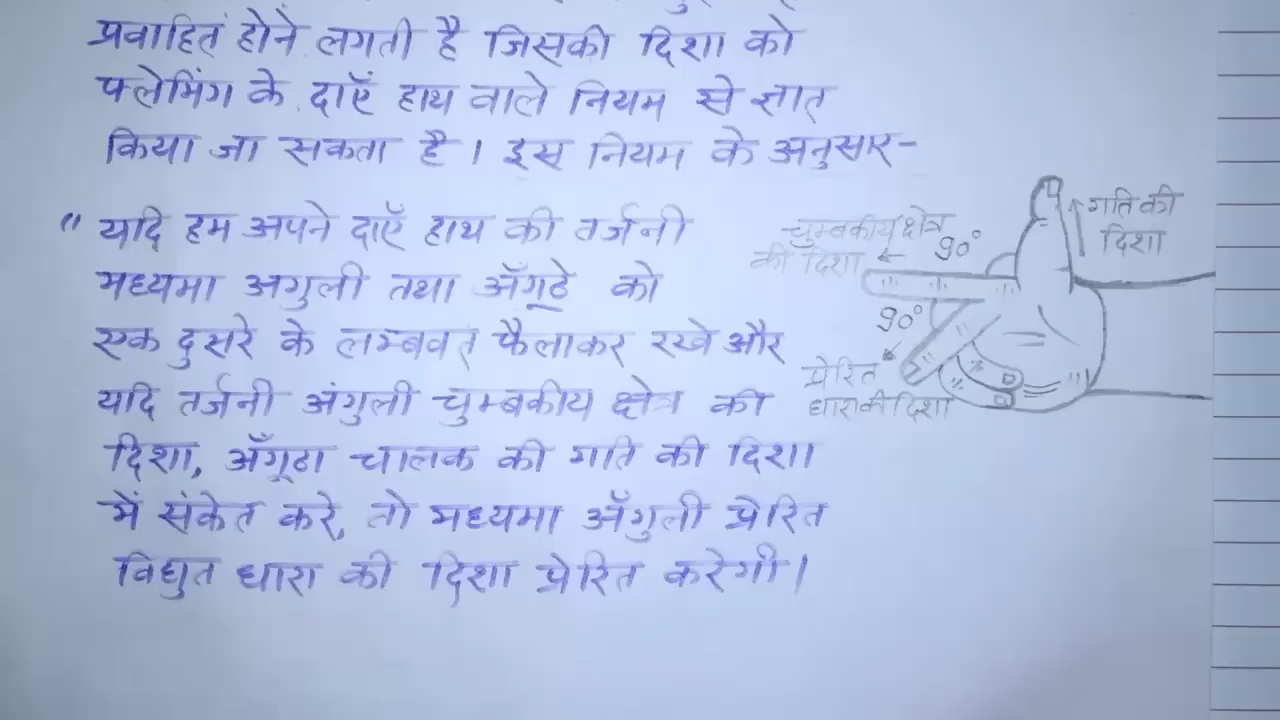 प्रवाहित होने लगती है जिसकी दिशा को
फ्लेमिंग के दाएँ हाथ वाले नियम से ज्ञात
किया जा सकता है । इस नियम के अनुसार-
" यदि हम अपने दाएँ हाथ की तर्जनी
मध्यमा अगुली तथा अँगूठे को
एक दुसरे के लम्बवत् फैलाकर रखे और
यदि तर्जनी अंगुली चुम्बकीय क्षेत्र की
दिशा, अँगूठा चालक की गति की दिशा
में संकेत करे, तो मध्यमा अँगुली प्रेरित
विद्युत धारा की दिशा प्रेरित करेगी।
चुम्बकीय क्षेत्र
की दिशा ←
90°
गति की
दिशा
90°
प्रेरित
धारा की दिशा